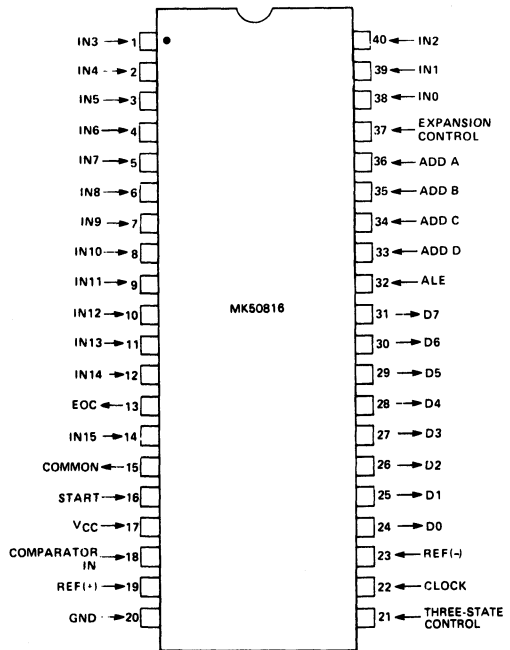 IN3 → 1
IN4 → 2
IN5 → 3
IN6 → 4
IN7 → 5
IN8 → 6
IN9 → 7
IN10 → 8
IN11 → 9
IN12 → 10
IN13 → 11
IN14 → 12
EOC ← 13
IN15 → 14
COMMON ← 15
START → 16
VCC → 17
COMPARATOR
IN → 18
REF(+) → 19
GND → 20
MK50816
40 ← IN2
39 ← IN1
38 ← IN0
37 ← EXPANSION
CONTROL
36 ← ADD A
35 ← ADD B
34 ← ADD C
33 ← ADD D
32 ← ALE
31 → D7
30 → D6
29 → D5
28 → D4
27 → D3
26 → D2
25 → D1
24 → D0
23 ← REF(–)
22 ← CLOCK
21 ← THREE-STATE
CONTROL